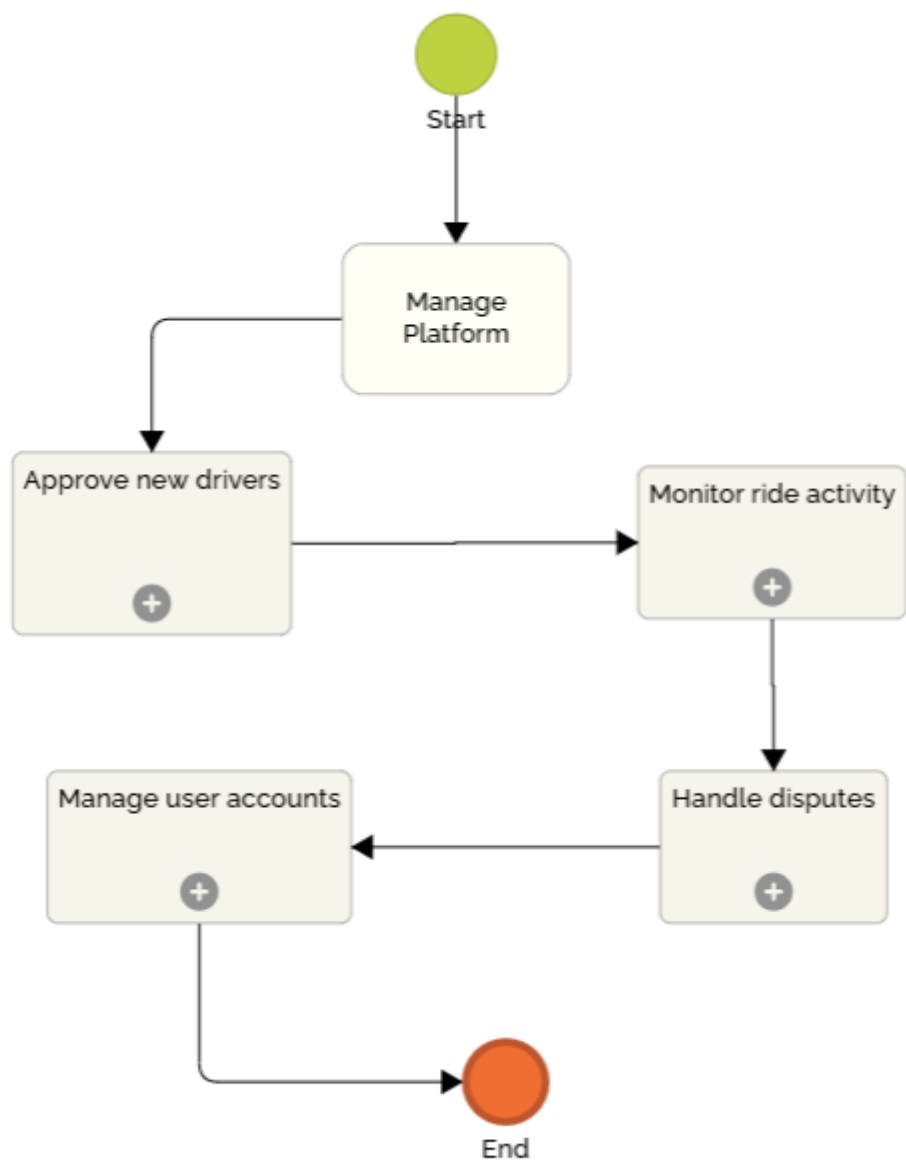 Start
Manage
Platform
Approve new drivers
Monitor ride activity
Manage user accounts
Handle disputes
End